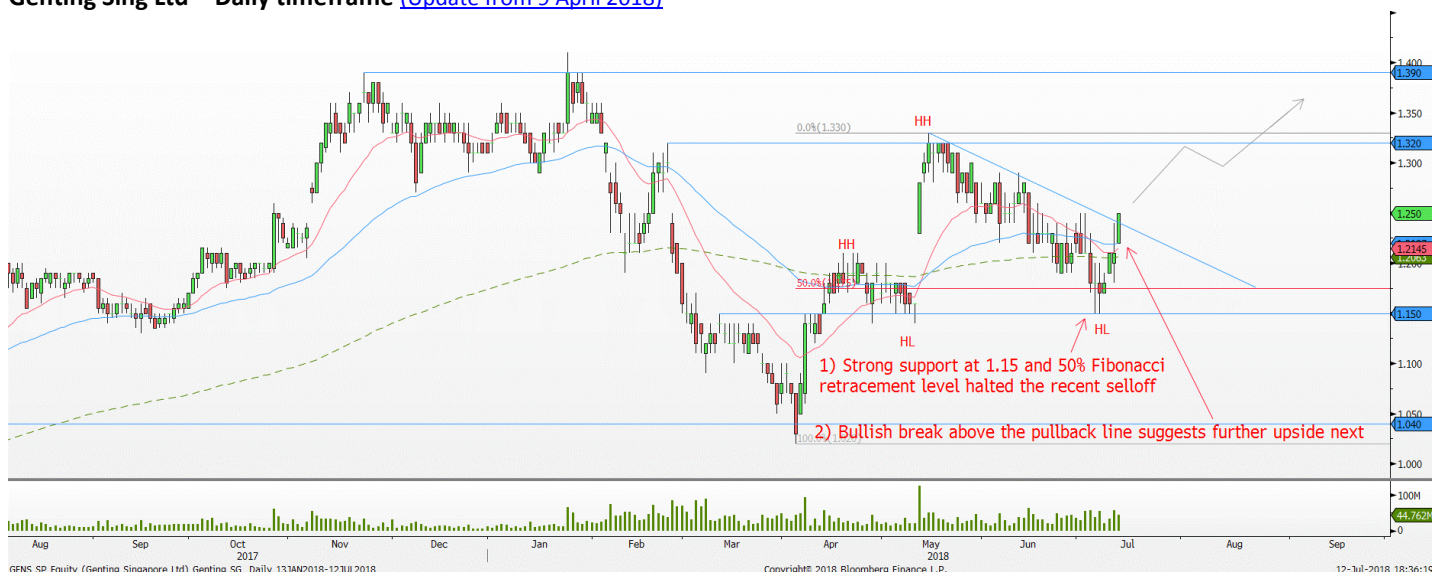 Genting Sing Ltd – Daily timeframe (Update from 9 April 2018)
1.400
1.390
1.350
HH
0.0%(1.330)
1.320
1.300
1.250
HH
1.2145
1.2063
1.200
1.150
HL
HL
1) Strong support at 1.15 and 50% Fibonacci
retracement level halted the recent selloff
1.100
1.050
1.040
2) Bullish break above the pullback line suggests further upside next
1.000
100M
44.762M
0
Aug Sep Oct Nov Dec Jan Feb Mar Apr May Jun Jul Aug Sep
2017 2018
GENS SP Equity (Genting Singapore Ltd) Genting SG Daily 13JAN2018-12JUL2018 Copyright© 2018 Bloomberg Finance L.P. 12-Jul-2018 18:36:19